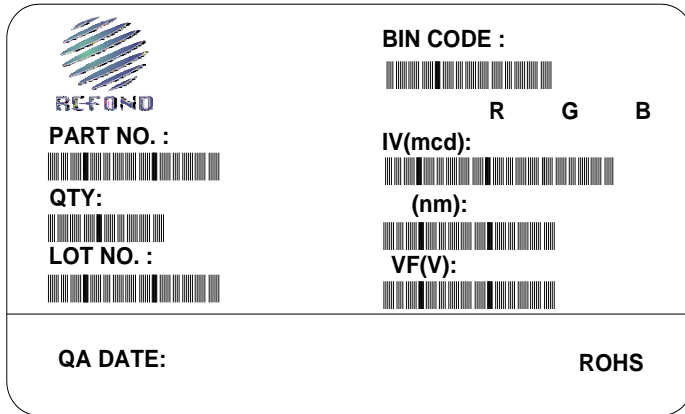 REFOND
PART NO. :
QTY:
LOT NO. :
BIN CODE :
R G B
IV(mcd):
(nm):
VF(V):
QA DATE:
ROHS